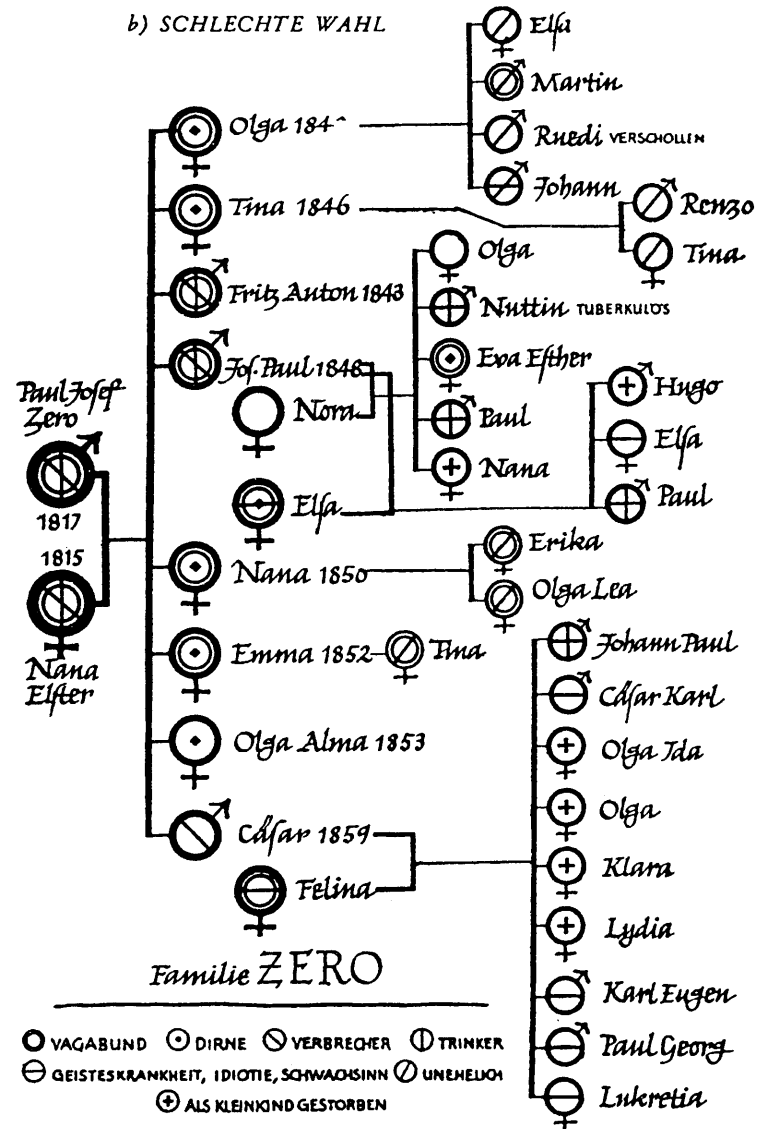 b) SCHLECHTE WAHL
Elsa
Martin
Olga 184
Ruedi VERSCHOLLEN
Johann
Tina 1846
Renzo
Tina
Olga
Fritz Anton 1843
Nuttin TUBERKULÖS
Jos. Paul 1848
Eva Esther
Paul Josef
Zero
Hugo
Nora
Paul
Elsa
Nana
Paul
Elsa
1817
Erika
1815
Nana 1850
Olga Lea
Johann Paul
Emma 1852
Tina
Nana
Elster
Cäsar Karl
Olga Alma 1853
Olga Ida
Olga
Cäsar 1859
Klara
Felina
Lydia
Familie ZERO
Karl Eugen
VAGABUND DIRNE VERBRECHER TRINKER
Paul Georg
GEISTESKRANKHEIT, IDIOTIE, SCHWACHSINN UNEHELICH
Lukretia
ALS KLEINKIND GESTORBEN